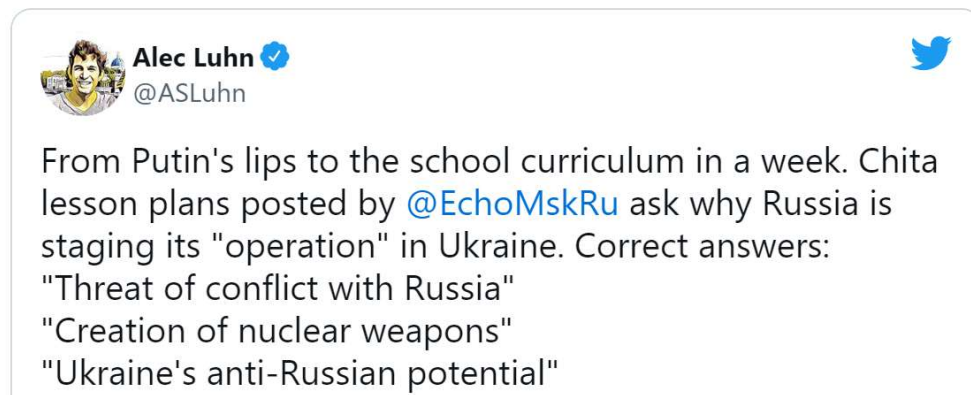 Alec Luhn
@ASLuhn
From Putin's lips to the school curriculum in a week. Chita
lesson plans posted by @EchoMskRu ask why Russia is
staging its "operation" in Ukraine. Correct answers:
"Threat of conflict with Russia"
"Creation of nuclear weapons"
"Ukraine's anti-Russian potential"